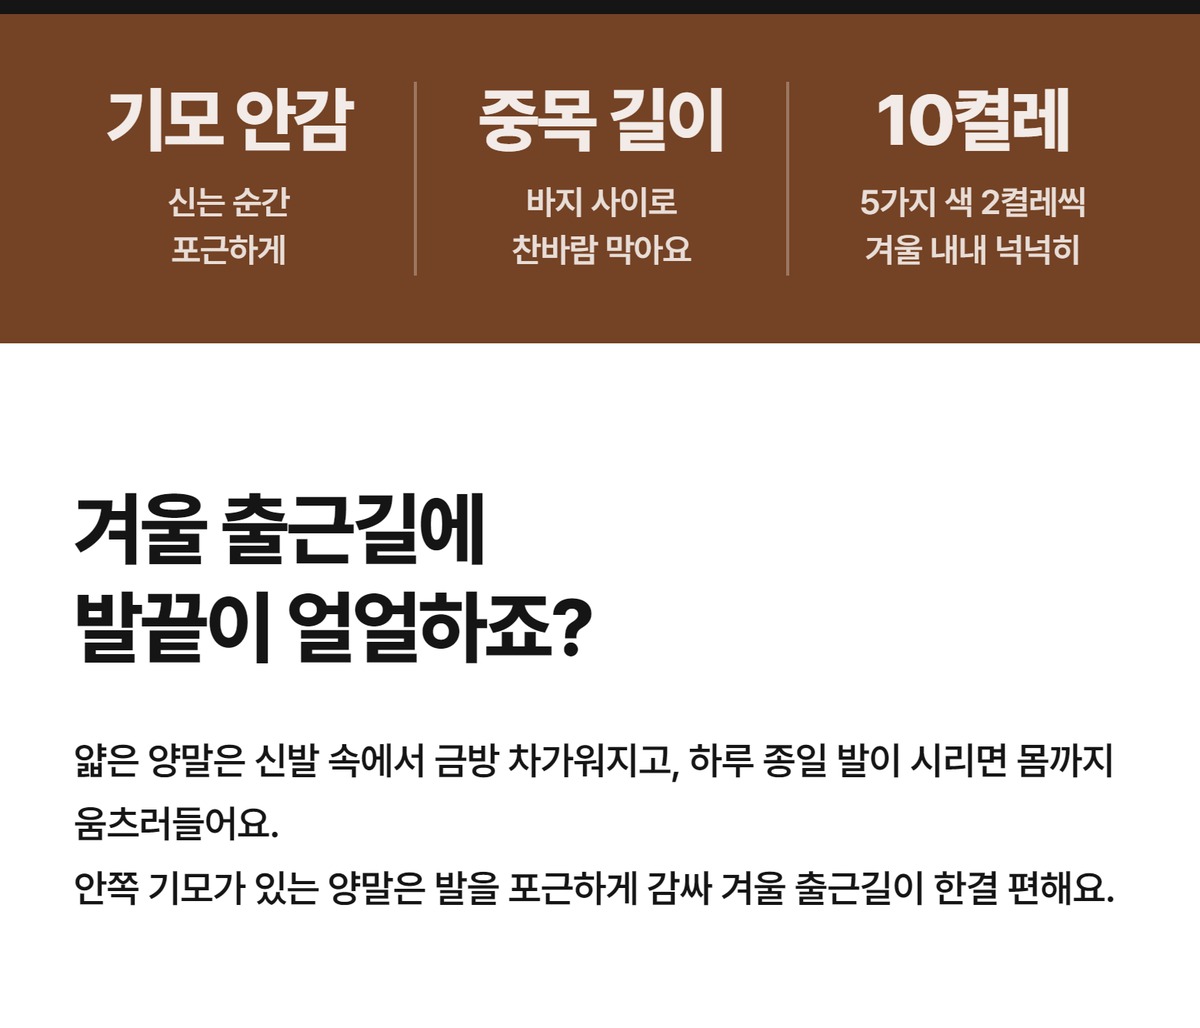 기모 안감
신는 순간
포근하게
중목 길이
바지 사이로
찬바람 막아요
10켤레
5가지 색 2켤레씩
겨울 내내 넉넉히
겨울 출근길에
발끝이 얼얼하죠?
얇은 양말은 신발 속에서 금방 차가워지고, 하루 종일 발이 시리면 몸까지
움츠러들어요.
안쪽 기모가 있는 양말은 발을 포근하게 감싸 겨울 출근길이 한결 편해요.